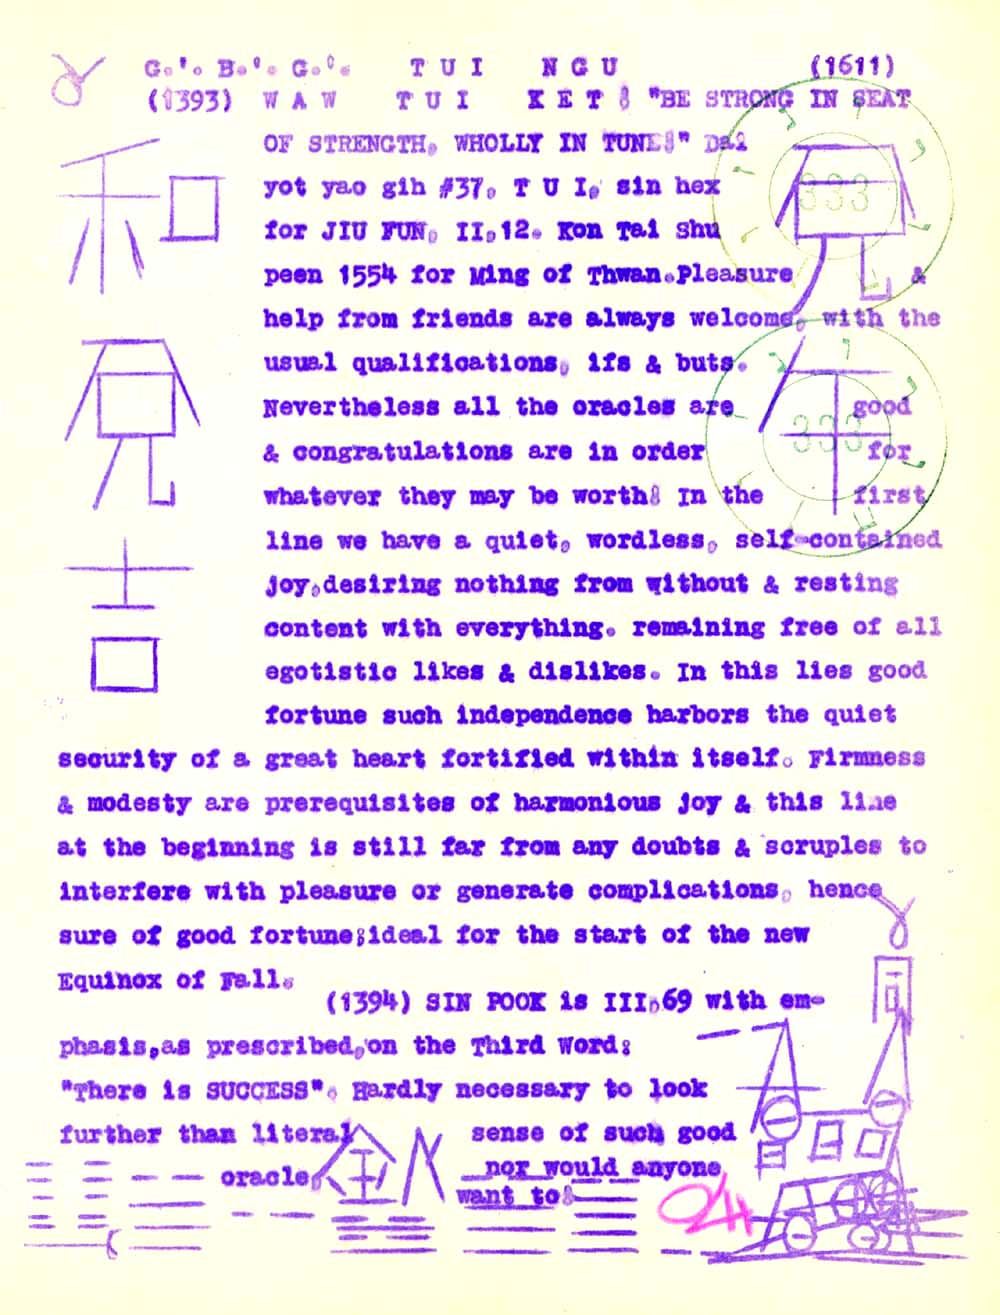 G.'. B.'. G.'. T U I N G U (1611)
(1393) W A W T U I K E T : "BE STRONG IN SEAT
OF STRENGTH, WHOLLY IN TUNE:" Dai
yot yao gih #37, T U I, sin hex
for JIU FUN, II,12. Kon Tai Shu
peen 1554 for Ming of Thwan.Pleasure &
help from friends are always welcome, with the
usual qualifications, ifs & buts.
Nevertheless all the oracles are good
& congratulations are in order for
whatever they may be worth: In the first
line we have a quiet, wordless, self-contained
joy,desiring nothing from without & resting
content with everything. remaining free of all
egotistic likes & dislikes. In this lies good
fortune such independence harbors the quiet
security of a great heart fortified within itself. Firmness
& modesty are prerequisites of harmonious joy & this line
at the beginning is still far from any doubts & scruples to
interfere with pleasure or generate complications, hence
sure of good fortune;ideal for the start of the new
Equinox of Fall.
(1394) SIN POOK is III,69 with em-
phasis,as prescribed,on the Third Word:
"There is SUCCESS". Hardly necessary to look
further than literal sense of such good
oracle, nor would anyone
want to:
和
兌
吉
兄
333
333